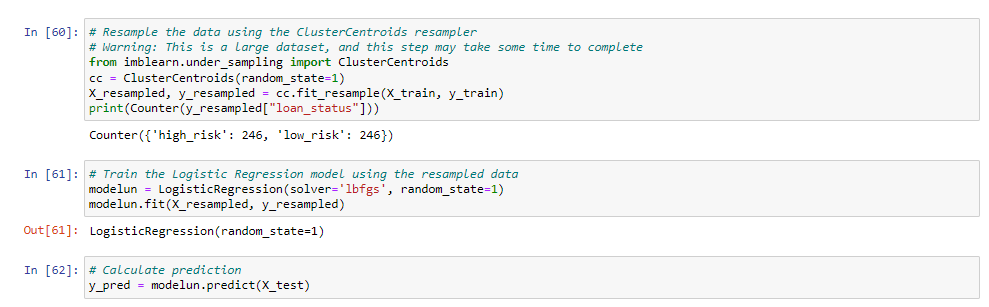 In [60]: # Resample the data using the ClusterCentroids resampler
# Warning: This is a large dataset, and this step may take some time to complete
from imblearn.under_sampling import ClusterCentroids
cc = ClusterCentroids(random_state=1)
X_resampled, y_resampled = cc.fit_resample(X_train, y_train)
print(Counter(y_resampled["loan_status"]))
Counter({'high_risk': 246, 'low_risk': 246})
In [61]: # Train the Logistic Regression model using the resampled data
modelun = LogisticRegression(solver='lbfgs', random_state=1)
modelun.fit(X_resampled, y_resampled)
Out[61]: LogisticRegression(random_state=1)
In [62]: # Calculate prediction
y_pred = modelun.predict(X_test)